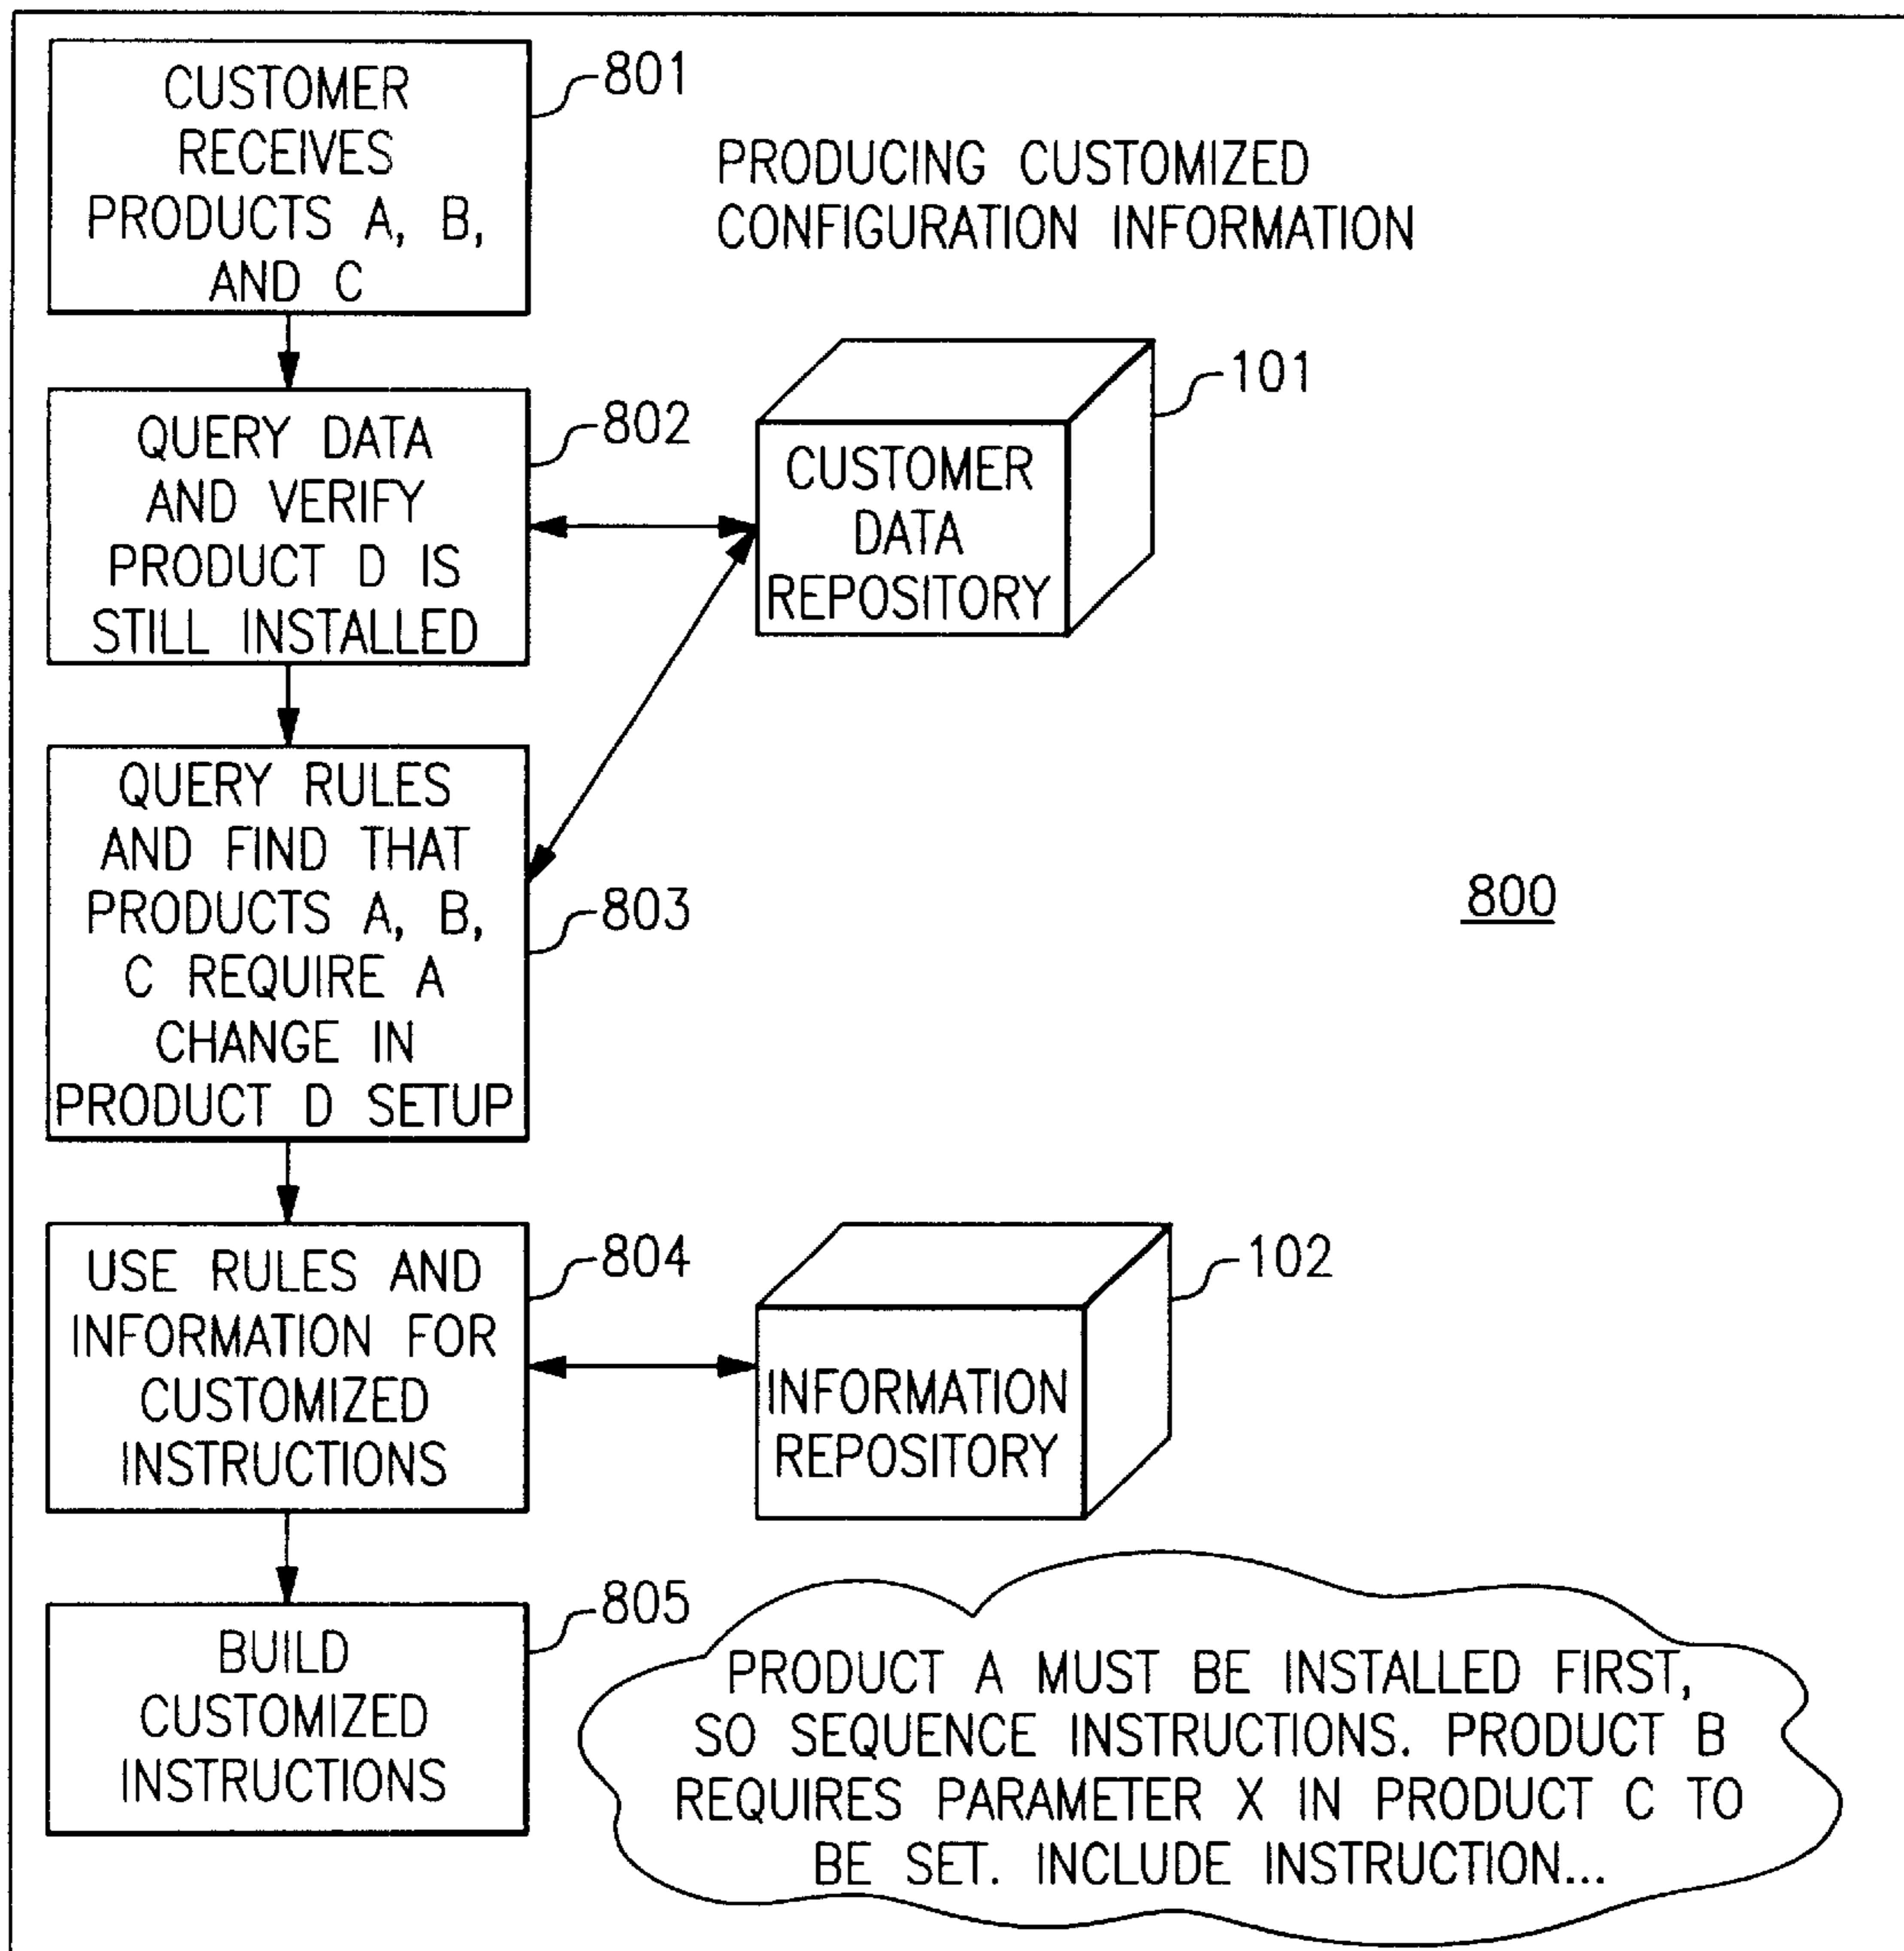 CUSTOMER
RECEIVES
PRODUCTS A, B,
AND C
801
PRODUCING CUSTOMIZED
CONFIGURATION INFORMATION
QUERY DATA
AND VERIFY
PRODUCT D IS
STILL INSTALLED
802
CUSTOMER
DATA
REPOSITORY
101
QUERY RULES
AND FIND THAT
PRODUCTS A, B,
C REQUIRE A
CHANGE IN
PRODUCT D SETUP
803
800
USE RULES AND
INFORMATION FOR
CUSTOMIZED
INSTRUCTIONS
804
INFORMATION
REPOSITORY
102
BUILD
CUSTOMIZED
INSTRUCTIONS
805
PRODUCT A MUST BE INSTALLED FIRST,
SO SEQUENCE INSTRUCTIONS. PRODUCT B
REQUIRES PARAMETER X IN PRODUCT C TO
BE SET. INCLUDE INSTRUCTION...